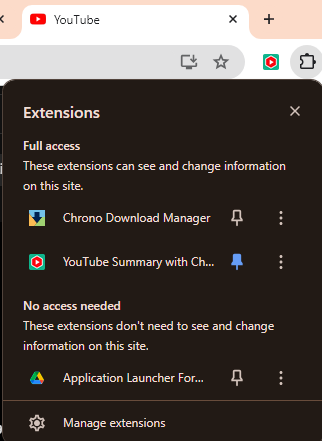 YouTube
Extensions
Full access
These extensions can see and change information
on this site.
Chrono Download Manager
YouTube Summary with Ch...
No access needed
These extensions don't need to see and change
information on this site.
Application Launcher For...
Manage extensions